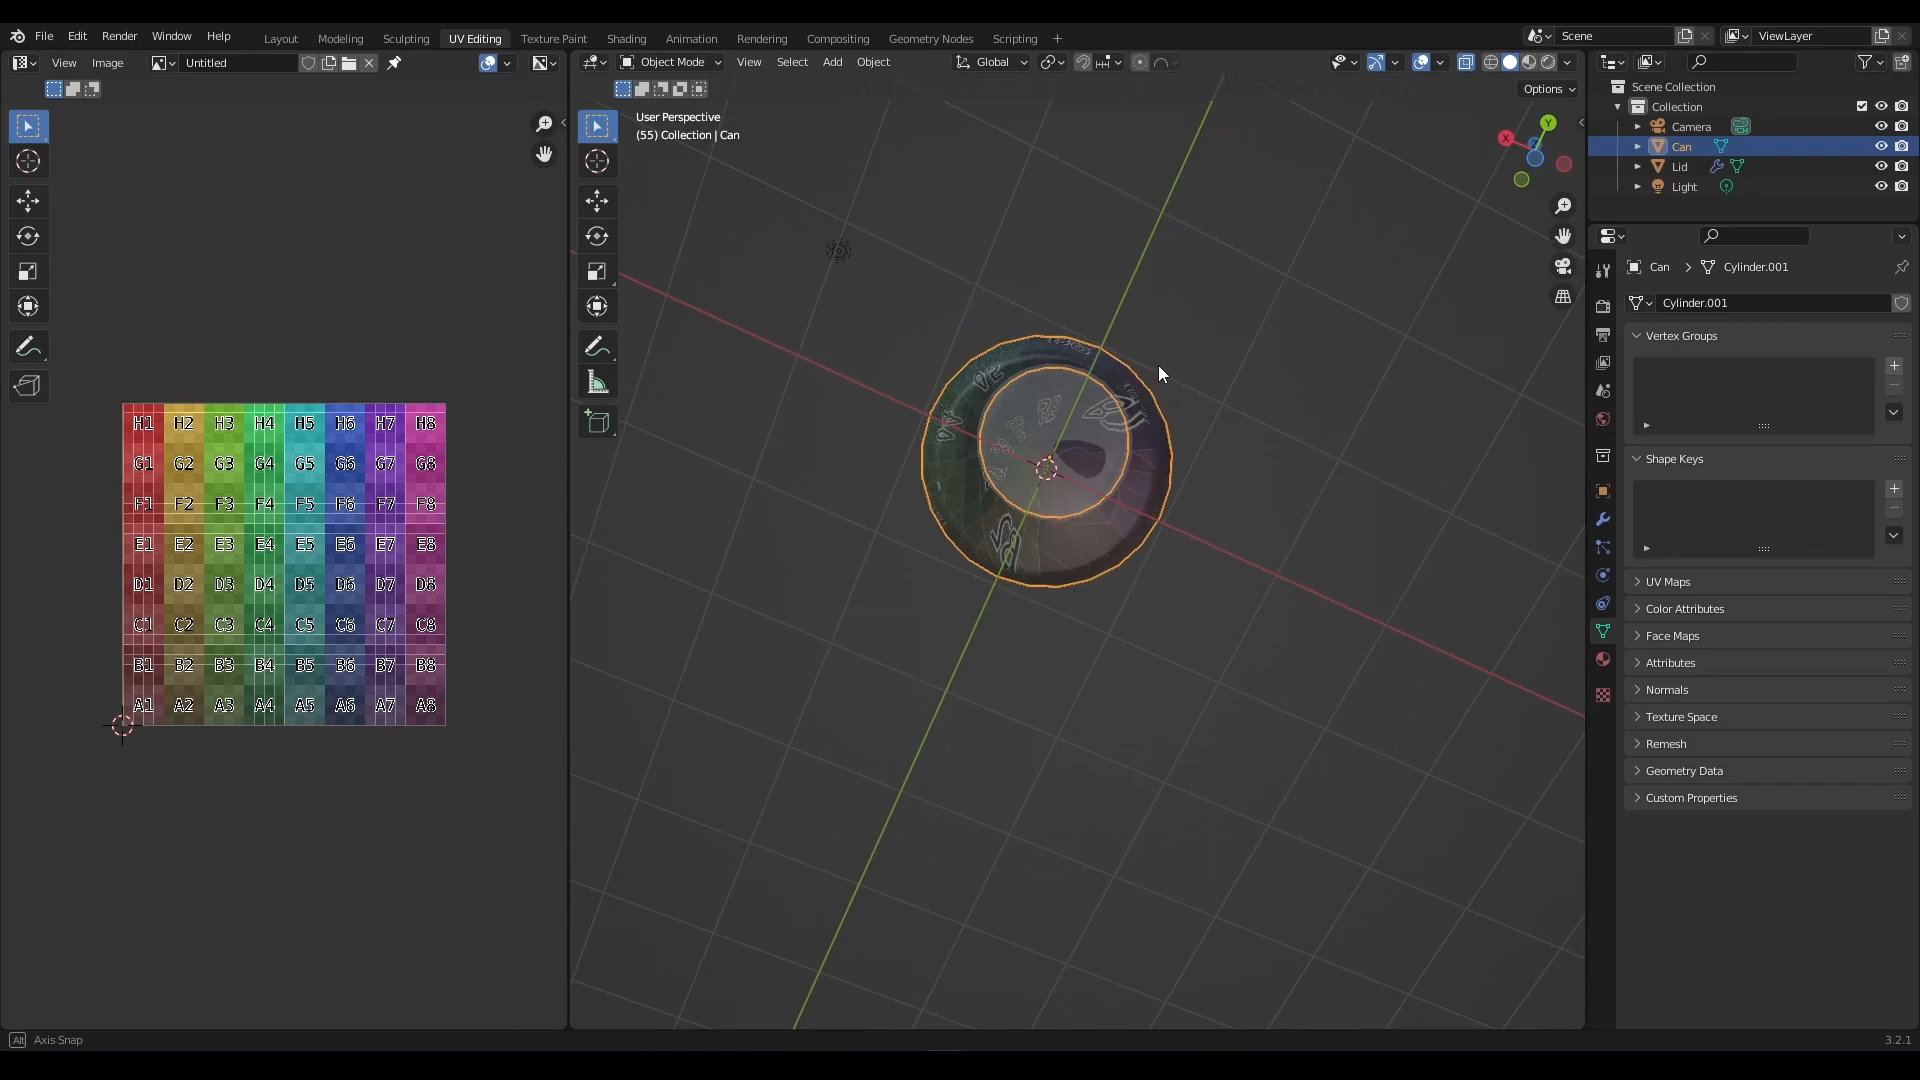 File Edit Render Window Help Layout Modeling Sculpting UV Editing Texture Paint Shading Animation Rendering Compositing Geometry Nodes Scripting + Scene ViewLayer
View Image Untitled Object Mode View Select Add Object Global
Options
User Perspective
(55) Collection | Can
X Y
Scene Collection
Collection
Camera
Can
Lid
Light
Can > Cylinder.001
Cylinder.001
Vertex Groups
Shape Keys
UV Maps
Color Attributes
Face Maps
Attributes
Normals
Texture Space
Remesh
Geometry Data
Custom Properties
H1 H2 H3 H4 H5 H6 H7 H8
G1 G2 G3 G4 G5 G6 G7 G8
F1 F2 F3 F4 F5 F6 F7 F8
E1 E2 E3 E4 E5 E6 E7 E8
D1 D2 D3 D4 D5 D6 D7 D8
C1 C2 C3 C4 C5 C6 C7 C8
B1 B2 B3 B4 B5 B6 B7 B8
A1 A2 A3 A4 A5 A6 A7 A8
Alt Axis Snap
3.2.1